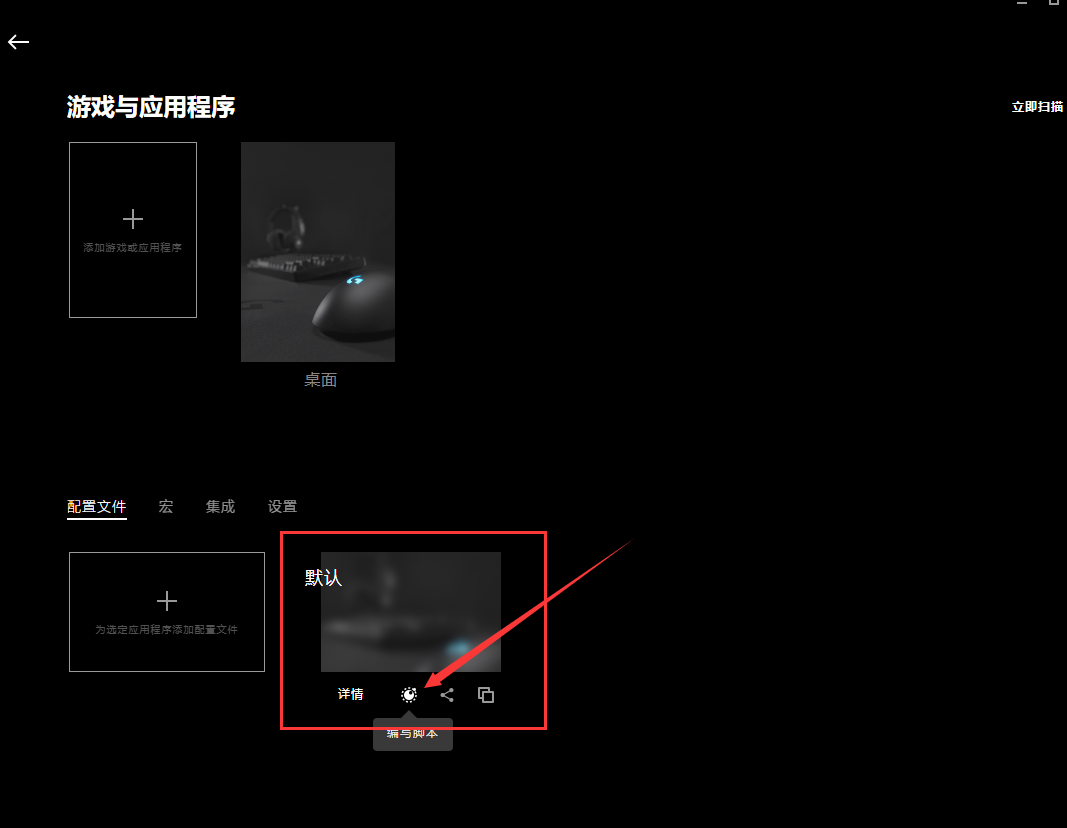 游戏与应用程序
立即扫描
添加游戏或应用程序
桌面
配置文件 宏 集成 设置
为选定应用程序添加配置文件
默认
详情
编写脚本